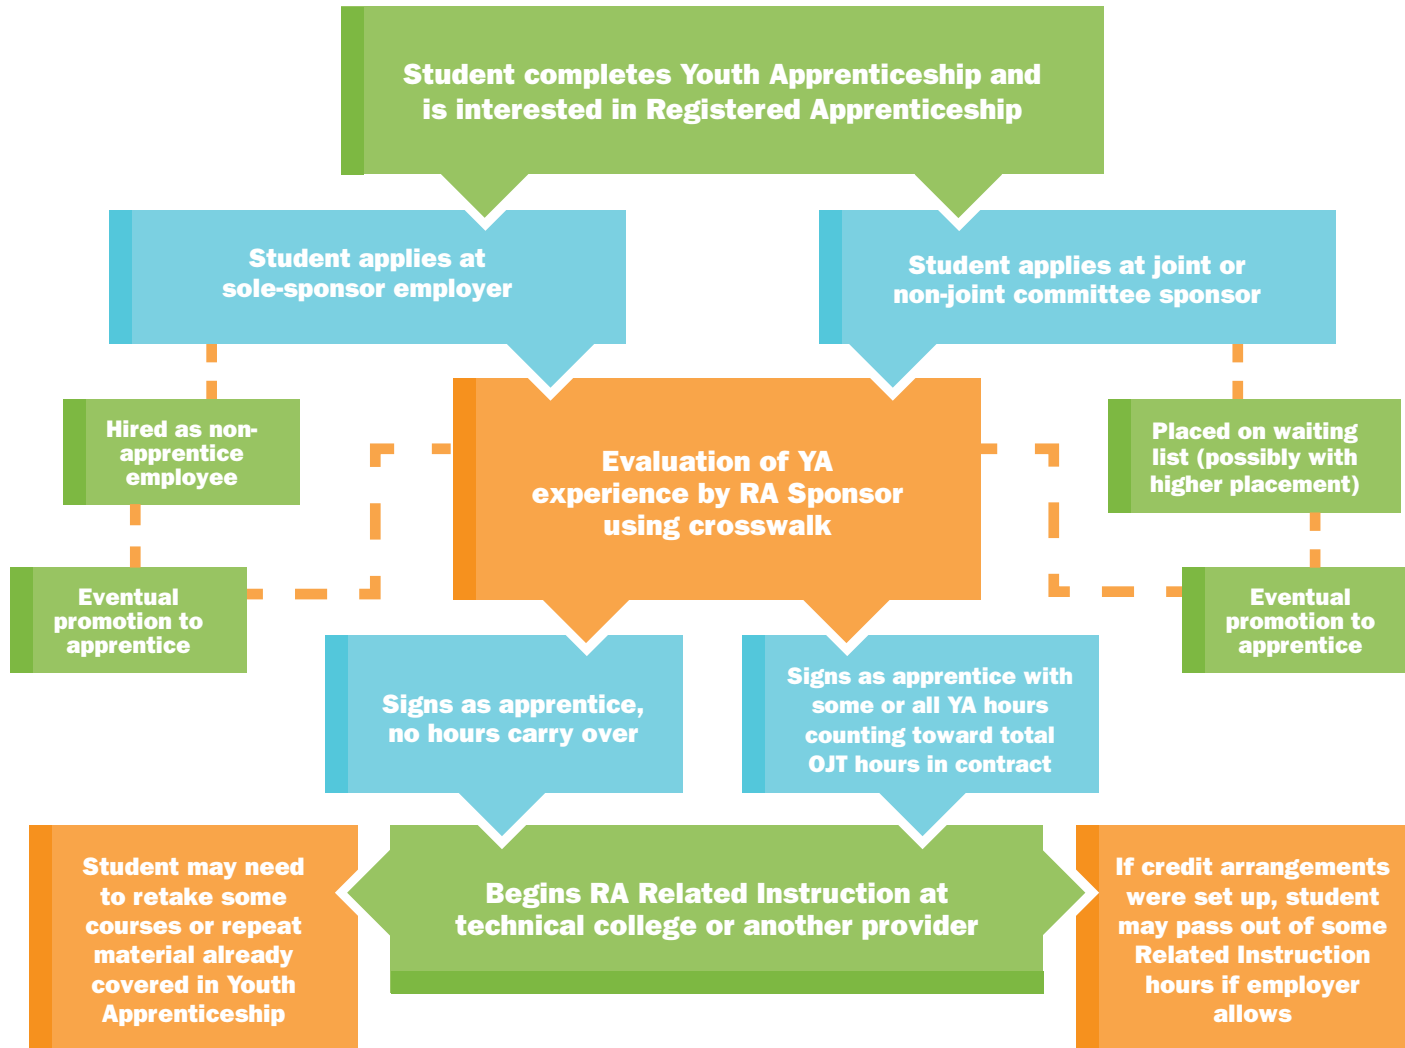 Student completes Youth Apprenticeship and
is interested in Registered Apprenticeship
Student applies at
sole-sponsor employer
Student applies at joint or
non-joint committee sponsor
Hired as non-
apprentice
employee
Evaluation of YA
experience by RA Sponsor
using crosswalk
Placed on waiting
list (possibly with
higher placement)
Eventual
promotion to
apprentice
Eventual
promotion to
apprentice
Signs as apprentice,
no hours carry over
Signs as apprentice with
some or all YA hours
counting toward total
OJT hours in contract
Student may need
to retake some
courses or repeat
material already
covered in Youth
Apprenticeship
Begins RA Related Instruction at
technical college or another provider
If credit arrangements
were set up, student
may pass out of some
Related Instruction
hours if employer
allows